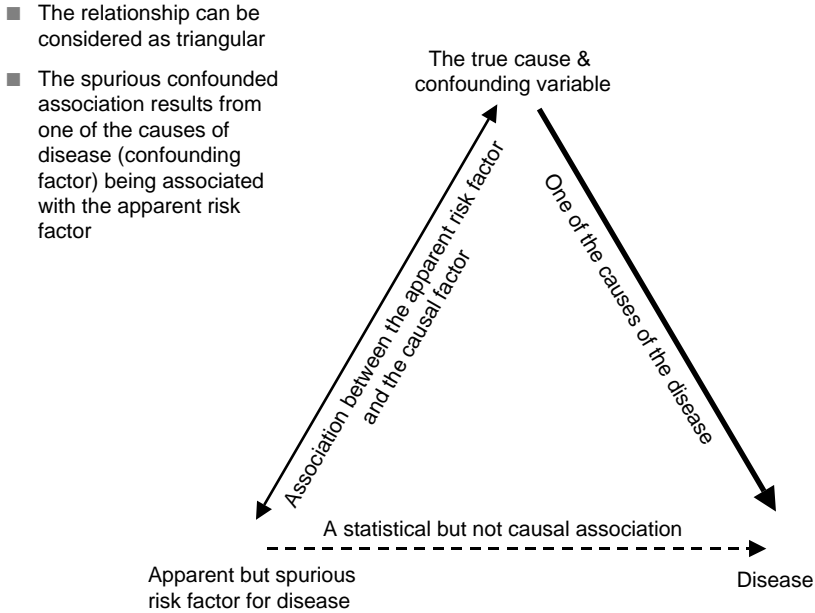 ■ The relationship can be
considered as triangular
■ The spurious confounded
association results from
one of the causes of
disease (confounding
factor) being associated
with the apparent risk
factor
The true cause &
confounding variable
Association between the apparent risk factor
and the causal factor
One of the causes of the disease
A statistical but not causal association
Apparent but spurious
risk factor for disease
Disease